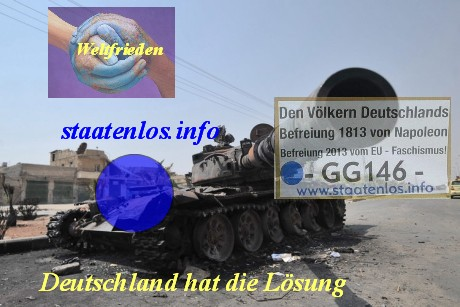 Weltfrieden
staatenlos.info
Den Völkern Deutschlands
Befreiung 1813 von Napoleon
Befreiung 2013 vom EU - Faschismus!
- GG146 -
www.staatenlos.info
Deutschland hat die Lösung